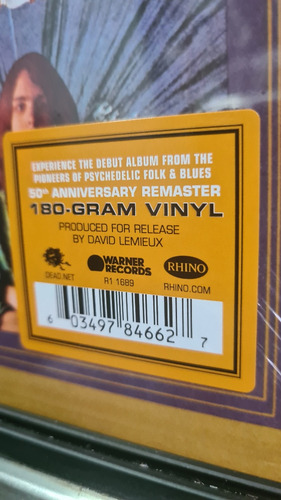 EXPERIENCE THE DEBUT ALBUM FROM THE
PIONEERS OF PSYCHEDELIC FOLK & BLUES
50th ANNIVERSARY REMASTER
180-GRAM VINYL
PRODUCED FOR RELEASE
BY DAVID LEMIEUX
DEAD.NET
WARNER
RECORDS
R1 1689
RHINO
RHINO.COM
6 03497 84662 7